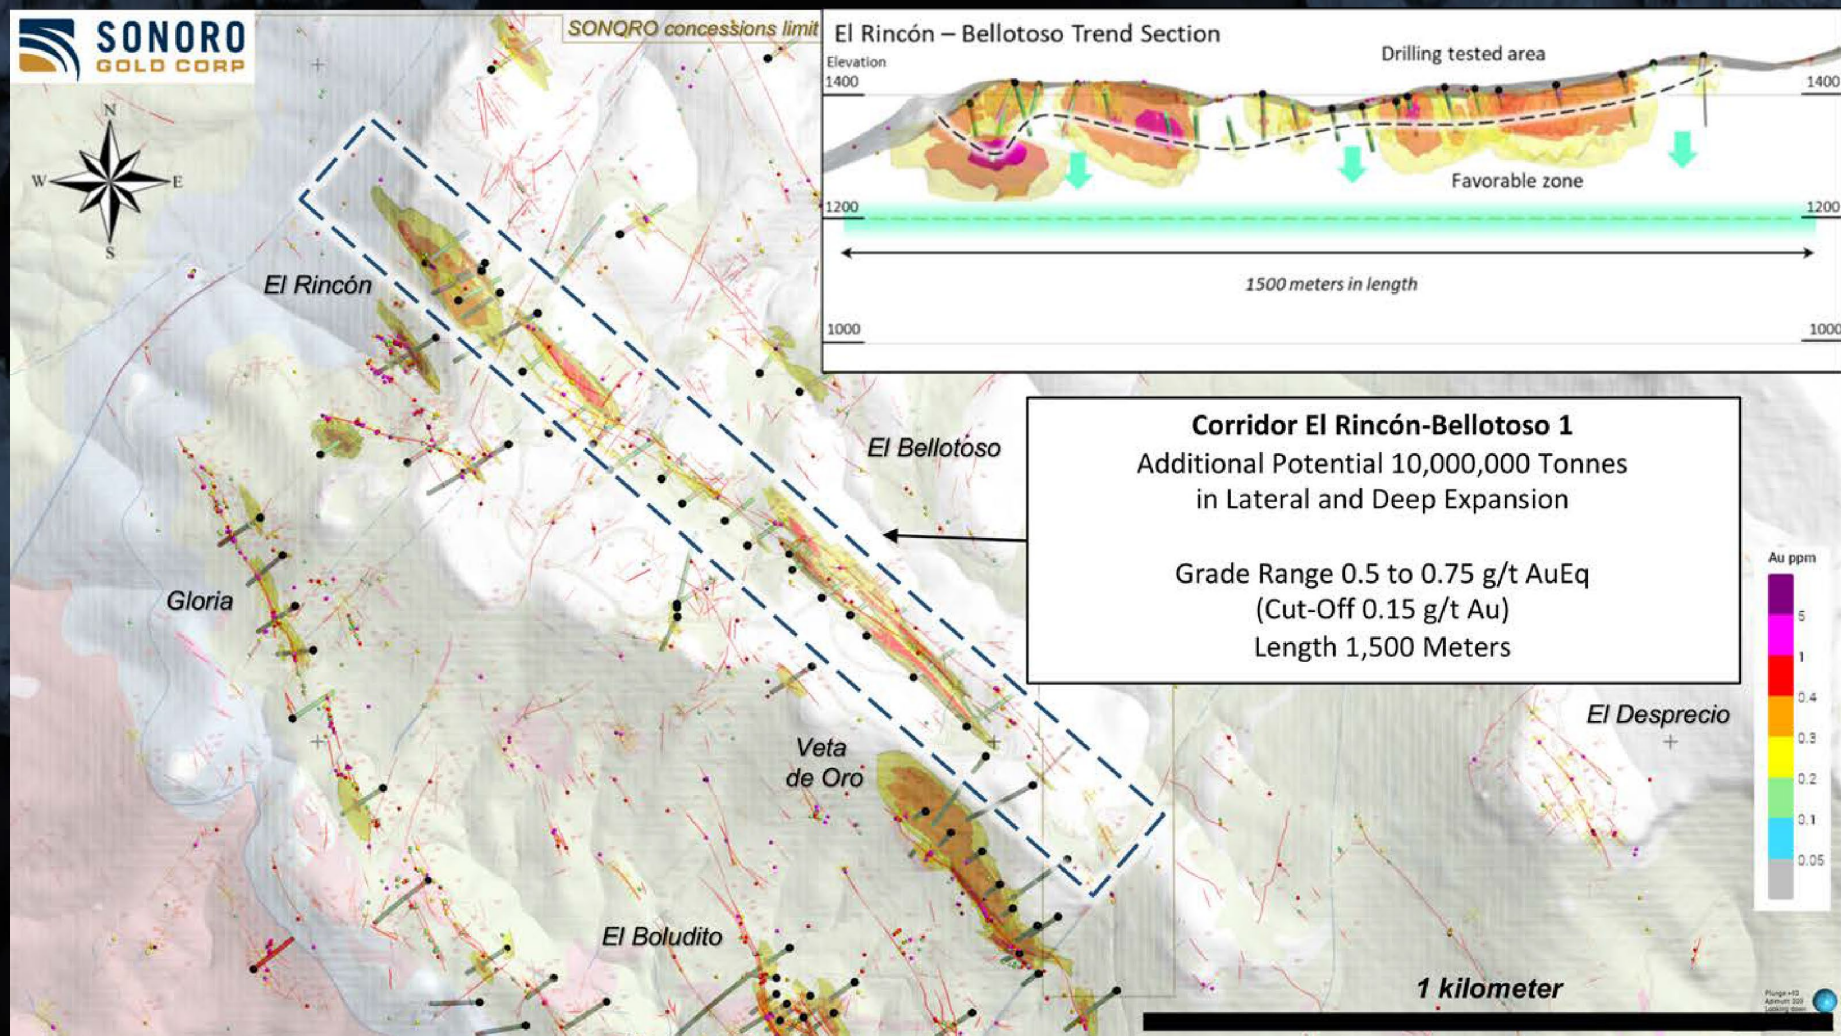 SONORO
GOLD CORP
SONORO concessions limit
N
W
E
S
El Rincón – Bellotoso Trend Section
Elevation
Drilling tested area
1400
1400
Favorable zone
1200
1200
1500 meters in length
1000
1000
El Rincón
El Bellotoso
Corridor El Rincón-Bellotoso 1
Additional Potential 10,000,000 Tonnes
in Lateral and Deep Expansion
Grade Range 0.5 to 0.75 g/t AuEq
(Cut-Off 0.15 g/t Au)
Length 1,500 Meters
Gloria
Veta
de Oro
El Desprecio
El Boludito
Au ppm
5
1
0.4
0.3
0.2
0.1
0.05
1 kilometer
Plunge +90
Looking down